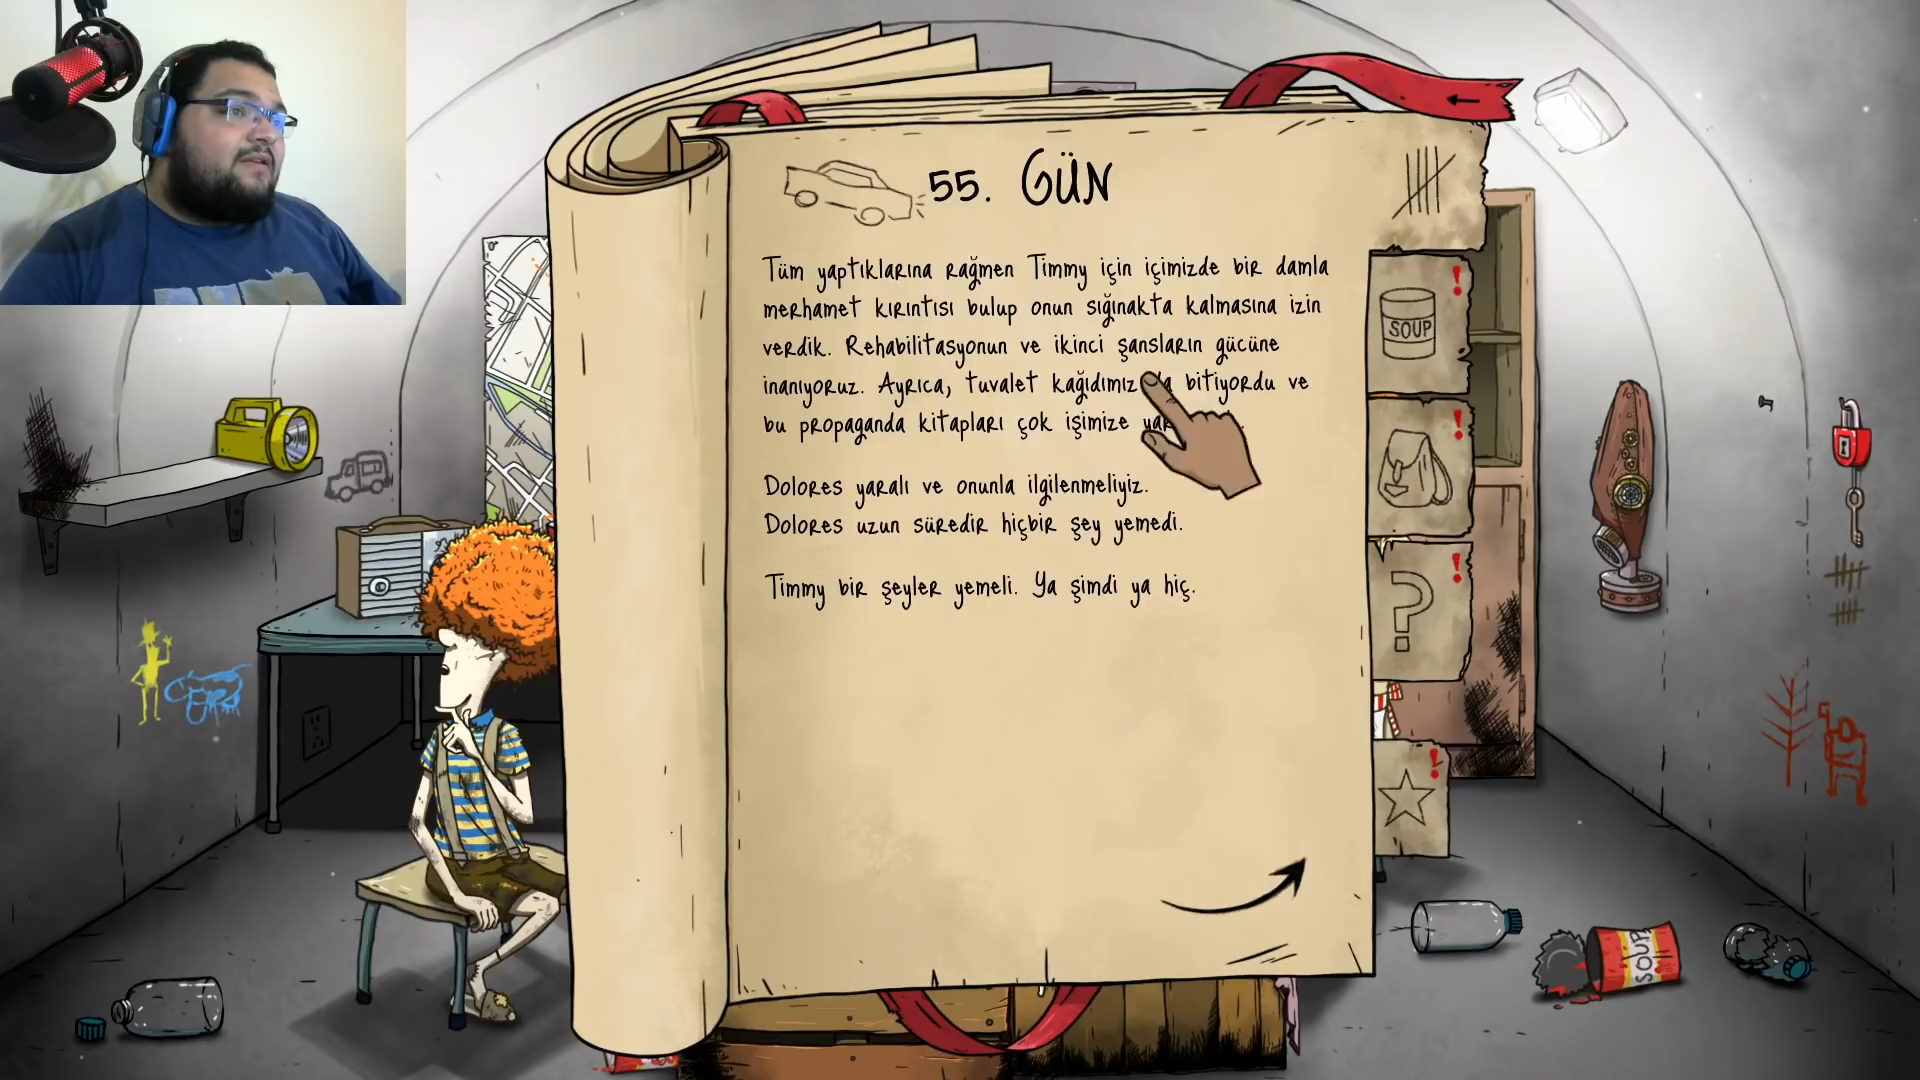 55. GÜN
Tüm yaptıklarına rağmen Timmy için içimizde bir damla
merhamet kırıntısı bulup onun sığınakta kalmasına izin
verdik. Rehabilitasyonun ve ikinci şansların gücüne
inanıyoruz. Ayrıca, tuvalet kağıdımız bitiyordu ve
bu propaganda kitapları çok işimize
Dolores yaralı ve onunla ilgilenmeliyiz.
Dolores uzun süredir hiçbir şey yemedi.
Timmy bir şeyler yemeli. Ya şimdi ya hiç.
SOUP
!
!
?
!
!
SOUP